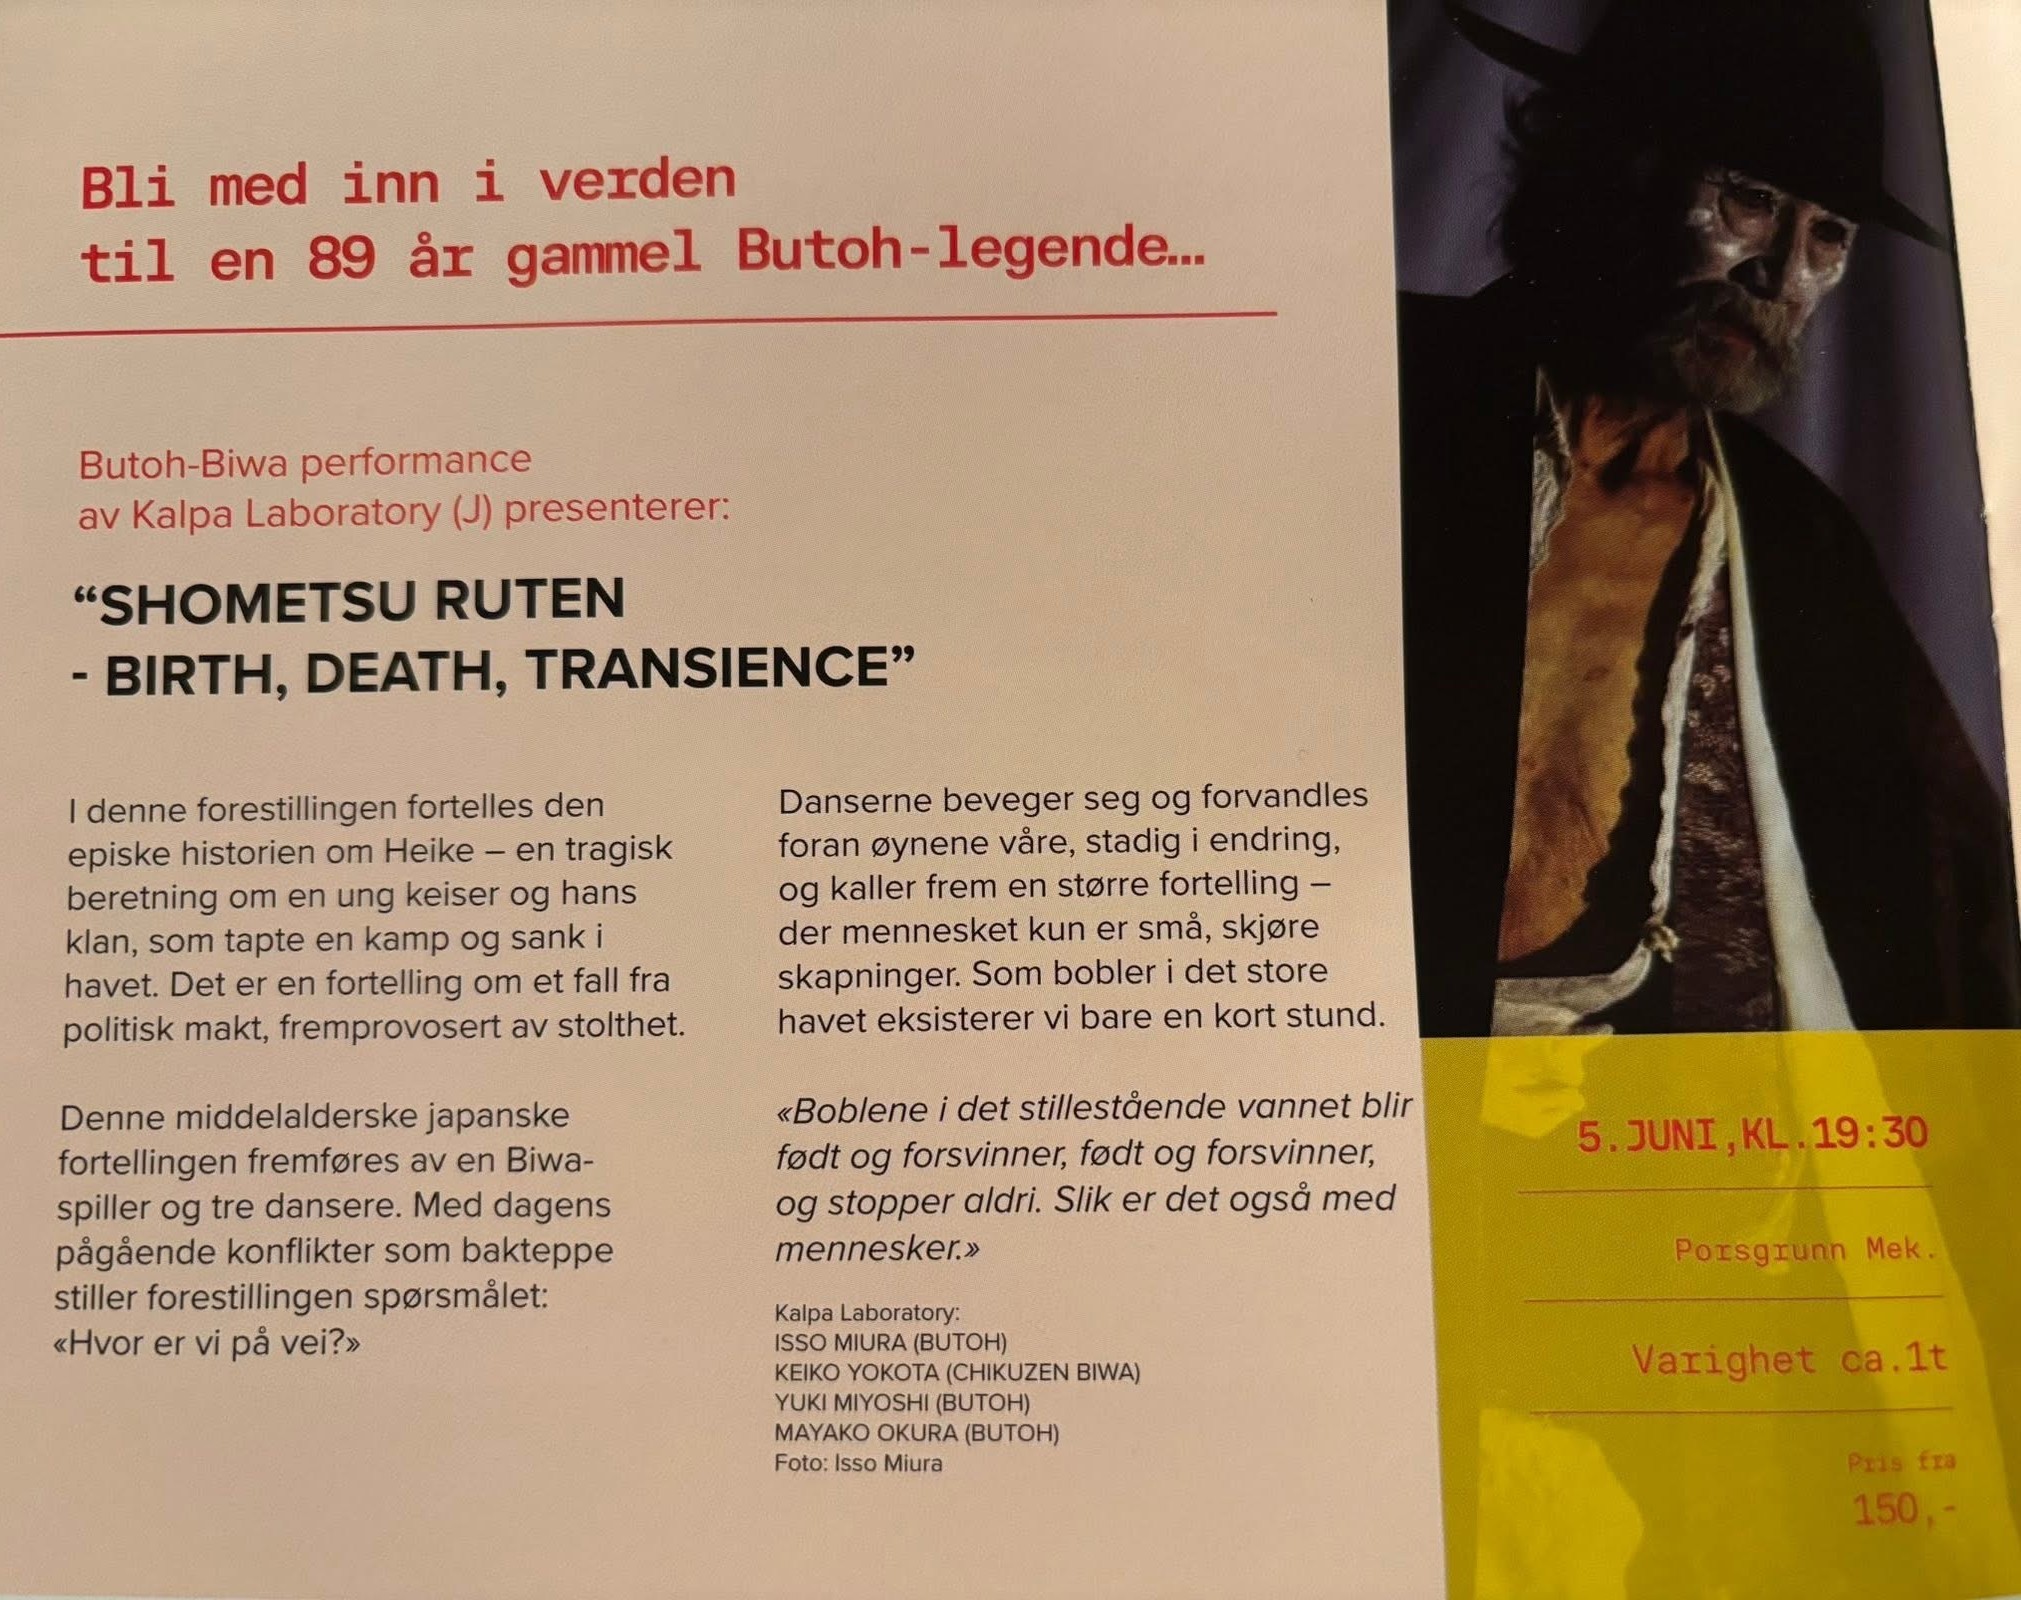 Bli med inn i verden
til en 89 år gammel Butoh-legende...
Butoh-Biwa performance
av Kalpa Laboratory (J) presenterer:
“SHOMETSU RUTEN
- BIRTH, DEATH, TRANSIENCE”
I denne forestillingen fortelles den
episke historien om Heike – en tragisk
beretning om en ung keiser og hans
klan, som tapte en kamp og sank i
havet. Det er en fortelling om et fall fra
politisk makt, fremprovosert av stolthet.
Denne middelalderske japanske
fortellingen fremføres av en Biwa-
spiller og tre dansere. Med dagens
pågående konflikter som bakteppe
stiller forestillingen spørsmålet:
«Hvor er vi på vei?»
Danserne beveger seg og forvandles
foran øynene våre, stadig i endring,
og kaller frem en større fortelling –
der mennesket kun er små, skjøre
skapninger. Som bobler i det store
havet eksisterer vi bare en kort stund.
«Boblene i det stillestående vannet blir
født og forsvinner, født og forsvinner,
og stopper aldri. Slik er det også med
mennesker.»
Kalpa Laboratory:
ISSO MIURA (BUTOH)
KEIKO YOKOTA (CHIKUZEN BIWA)
YUKI MIYOSHI (BUTOH)
MAYAKO OKURA (BUTOH)
Foto: Isso Miura
5.JUNI,KL.19:30
Porsgrunn Mek.
Varighet ca.1t
Pris fra
150,-